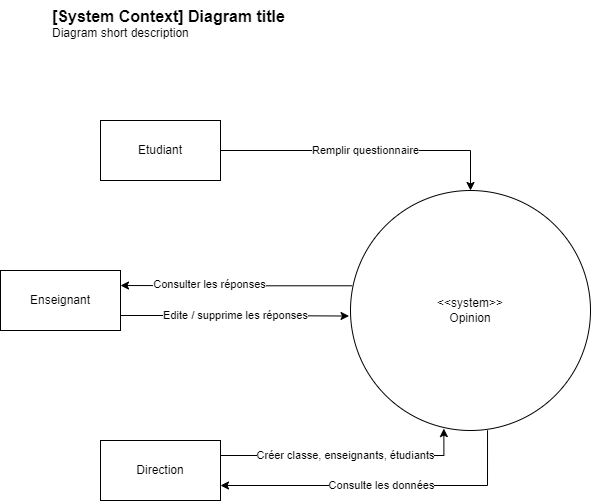 [System Context] Diagram title
Diagram short description
Etudiant
Remplir questionnaire
Enseignant
Consulter les réponses
Edite / supprime les réponses
<<system>>
Opinion
Direction
Créer classe, enseignants, étudiants
Consulte les données